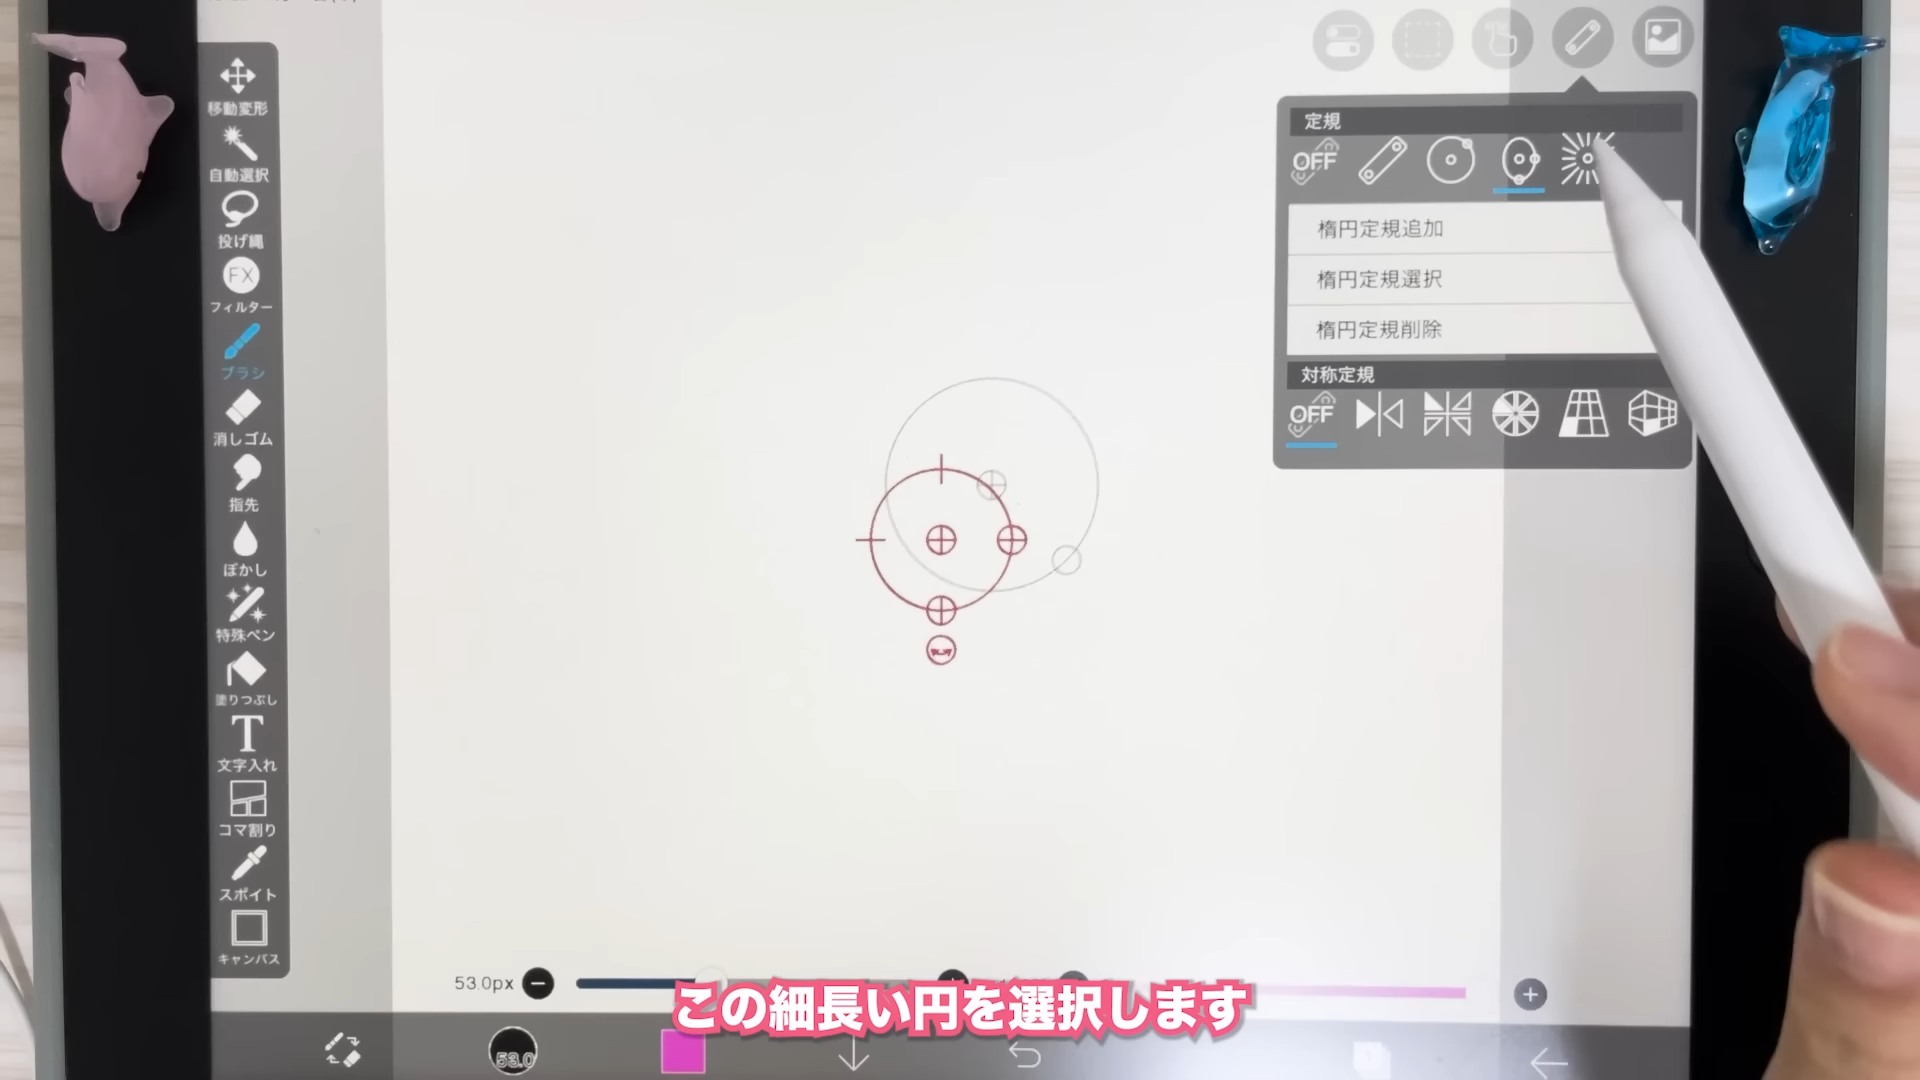 移動変形
自動選択
投げ縄
FX
フィルター
ブラシ
消しゴム
指先
ぼかし
特殊ペン
塗りつぶし
T
文字入れ
コマ割り
スポイト
キャンバス
定規
OFF
楕円定規追加
楕円定規選択
楕円定規削除
対称定規
OFF
53.0px
この細長い円を選択します
53.0